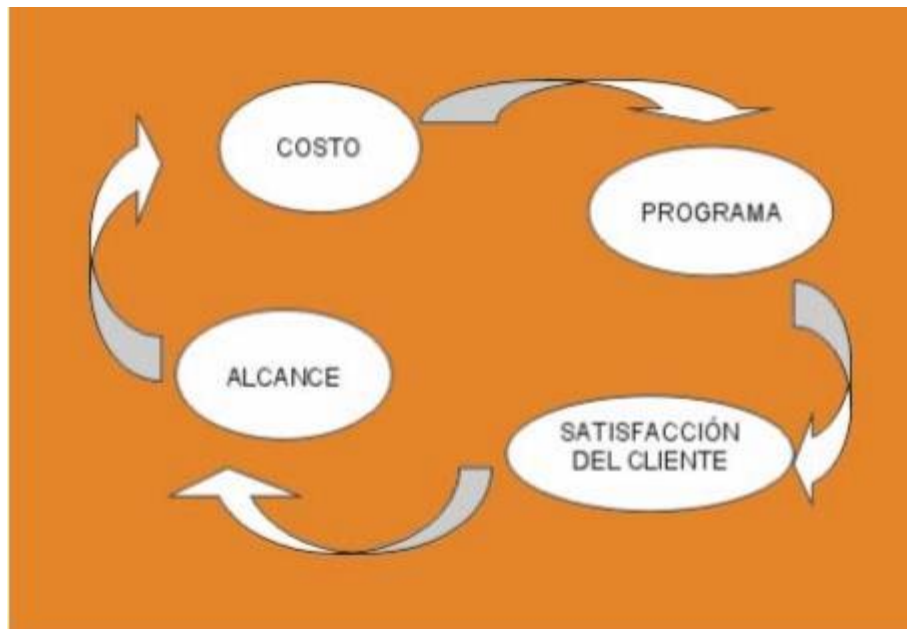 COSTO
PROGRAMA
ALCANCE
SATISFACCIÓN
DEL CLIENTE